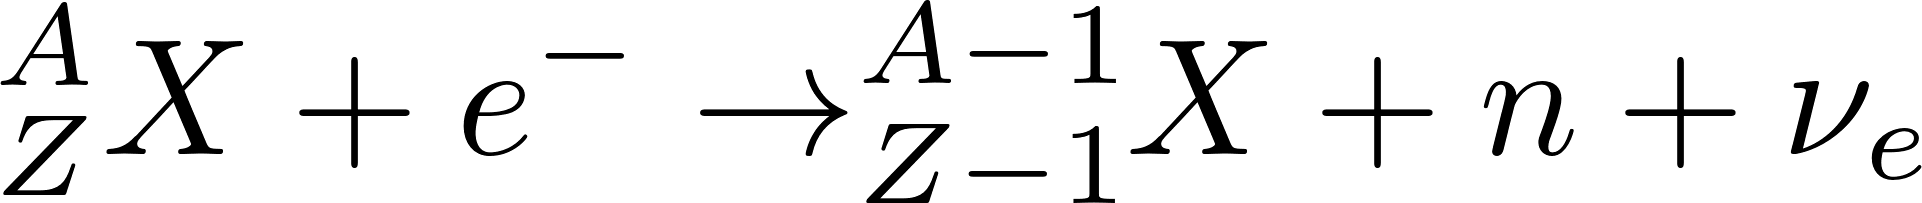 $^{A}_{Z}X + e^{-} \rightarrow ^{A-1}_{Z-1}X + n + \nu_{e}$